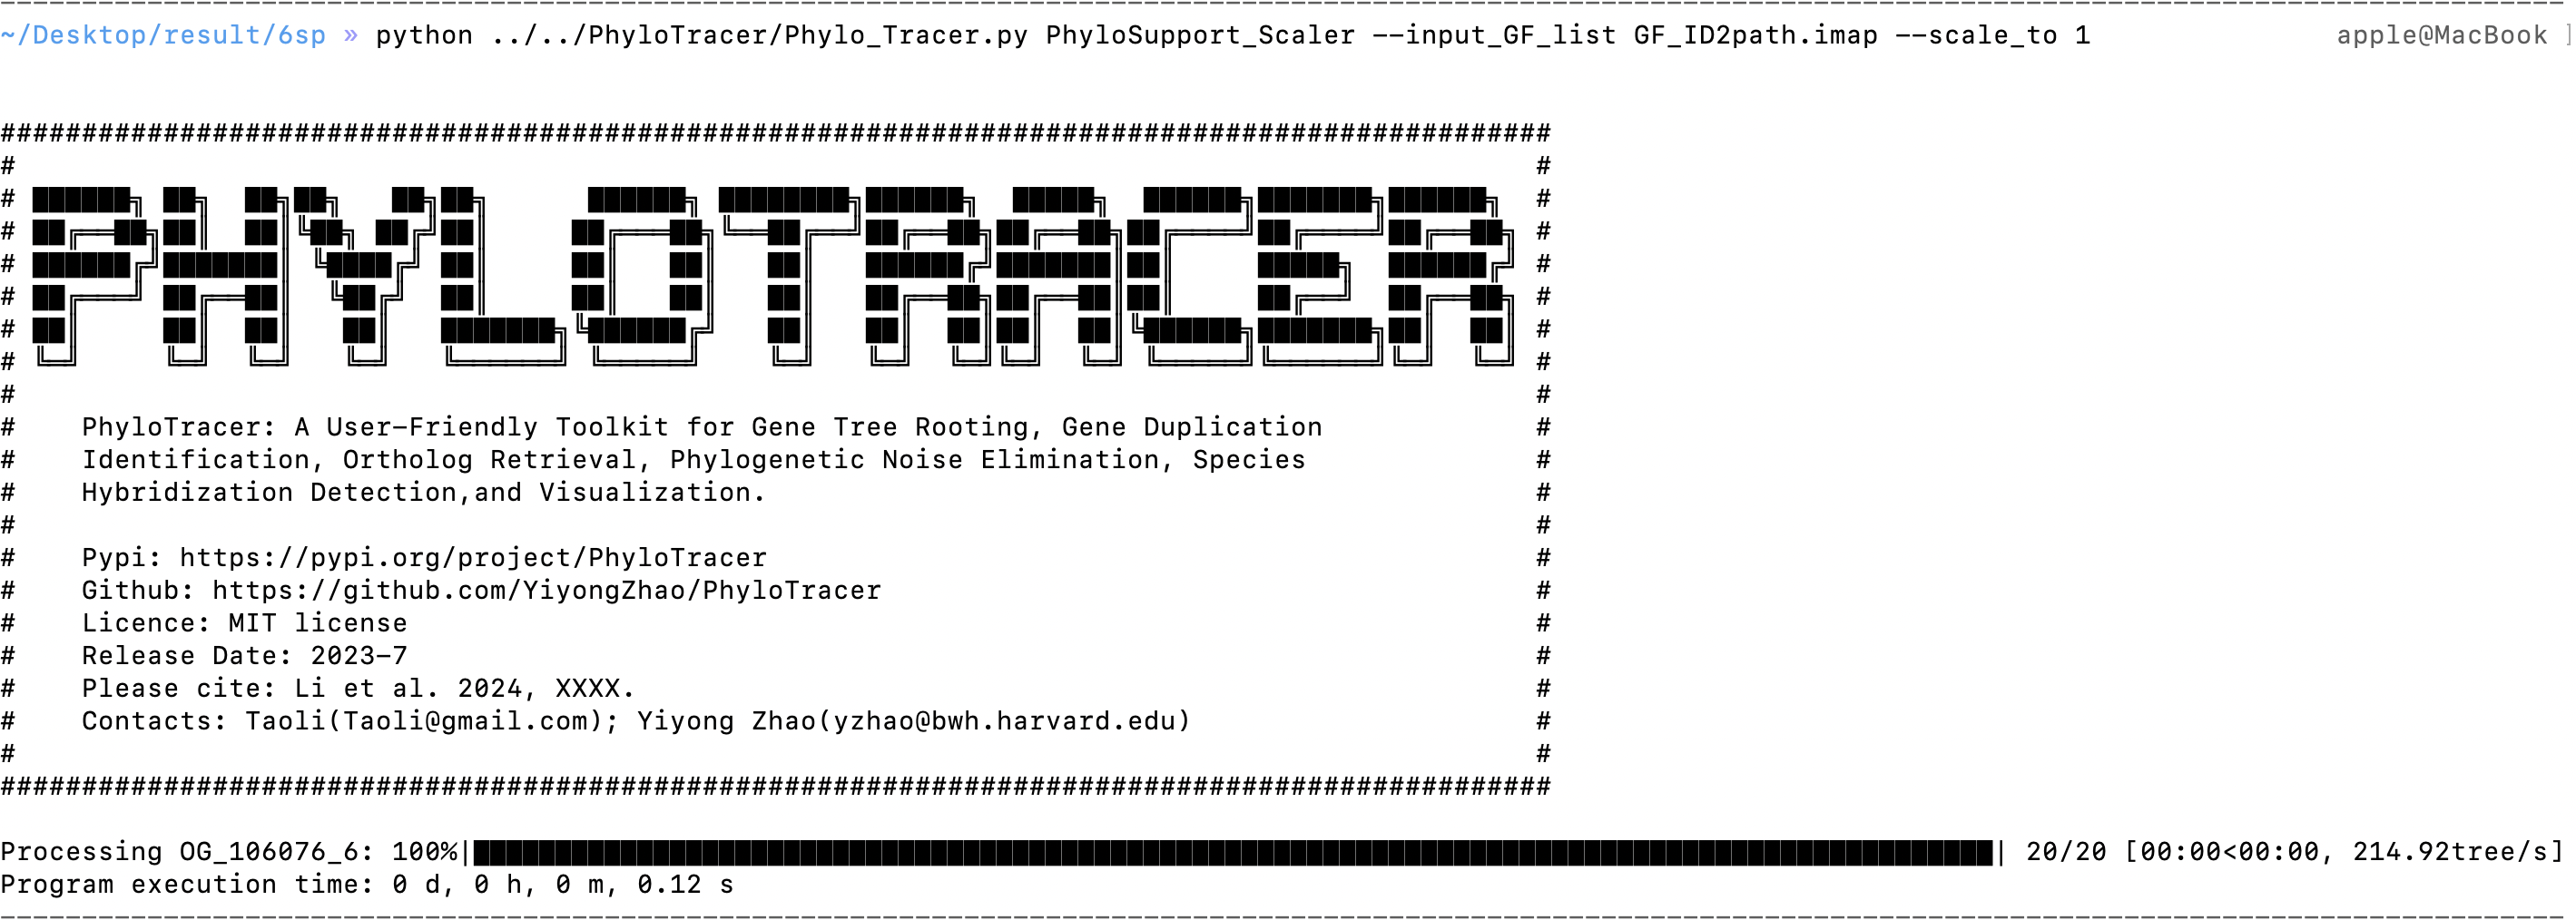 ~/Desktop/result/6sp » python ../../PhyloTracer/Phylo_Tracer.py PhyloSupport_Scaler --input_GF_list GF_ID2path.imap --scale_to 1 apple@MacBook ]
PHYLOTRACER
PhyloTracer: A User-Friendly Toolkit for Gene Tree Rooting, Gene Duplication
Identification, Ortholog Retrieval, Phylogenetic Noise Elimination, Species
Hybridization Detection,and Visualization.
Pypi: https://pypi.org/project/PhyloTracer
Github: https://github.com/YiyongZhao/PhyloTracer
Licence: MIT license
Release Date: 2023-7
Please cite: Li et al. 2024, XXXX.
Contacts: Taoli(Taoli@gmail.com); Yiyong Zhao(yzhao@bwh.harvard.edu)
Processing OG_106076_6: 100%| | 20/20 [00:00<00:00, 214.92tree/s]
Program execution time: 0 d, 0 h, 0 m, 0.12 s